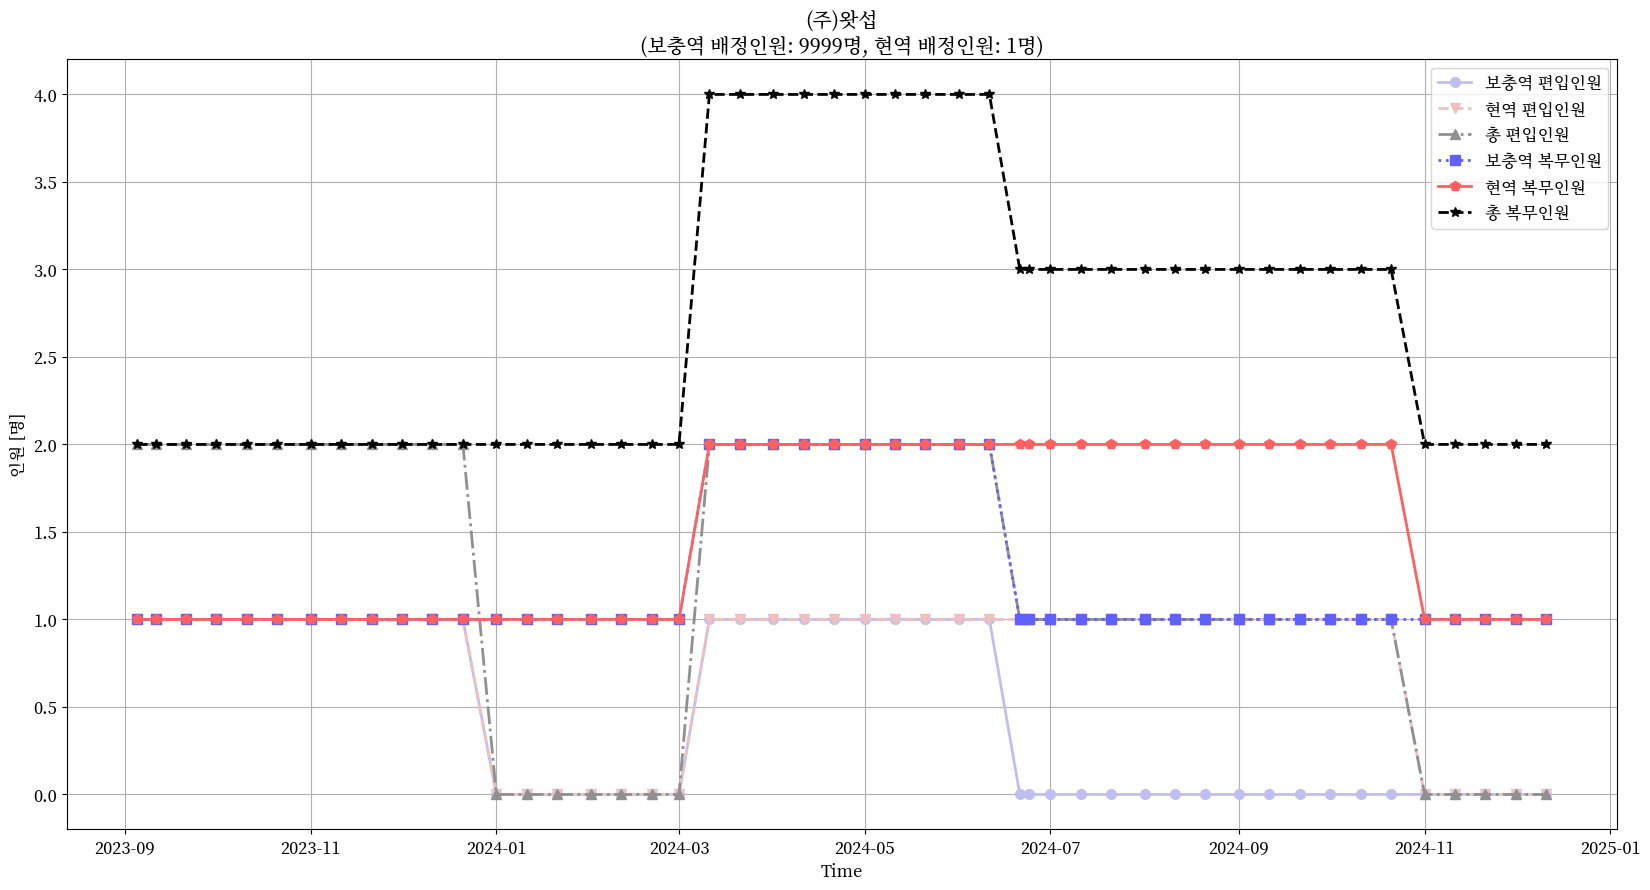 (주)왓섭
(보충역 배정인원: 9999명, 현역 배정인원: 1명)
보충역 편입인원
현역 편입인원
총 편입인원
보충역 복무인원
현역 복무인원
총 복무인원
인원 [명]
4.0
3.5
3.0
2.5
2.0
1.5
1.0
0.5
0.0
2023-09
2023-11
2024-01
2024-03
2024-05
2024-07
2024-09
2024-11
2025-01
Time